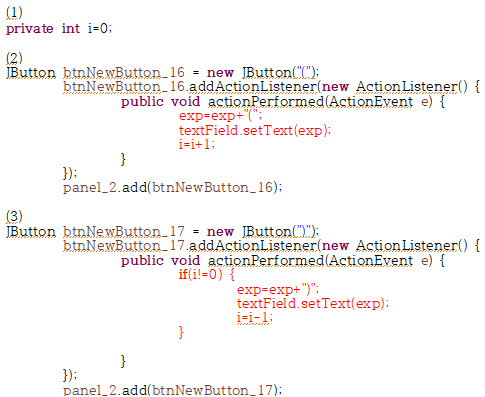 (1)
private int i=0;
(2)
JButton btnNewButton_16 = new JButton("(");
btnNewButton_16.addActionListener(new ActionListener() {
public void actionPerformed(ActionEvent e) {
exp=exp+"(";
textField.setText(exp);
i=i+1;
}
});
panel_2.add(btnNewButton_16);
(3)
JButton btnNewButton_17 = new JButton(")");
btnNewButton_17.addActionListener(new ActionListener() {
public void actionPerformed(ActionEvent e) {
if(i!=0) {
exp=exp+")";
textField.setText(exp);
i=i-1;
}
}
});
panel_2.add(btnNewButton_17);